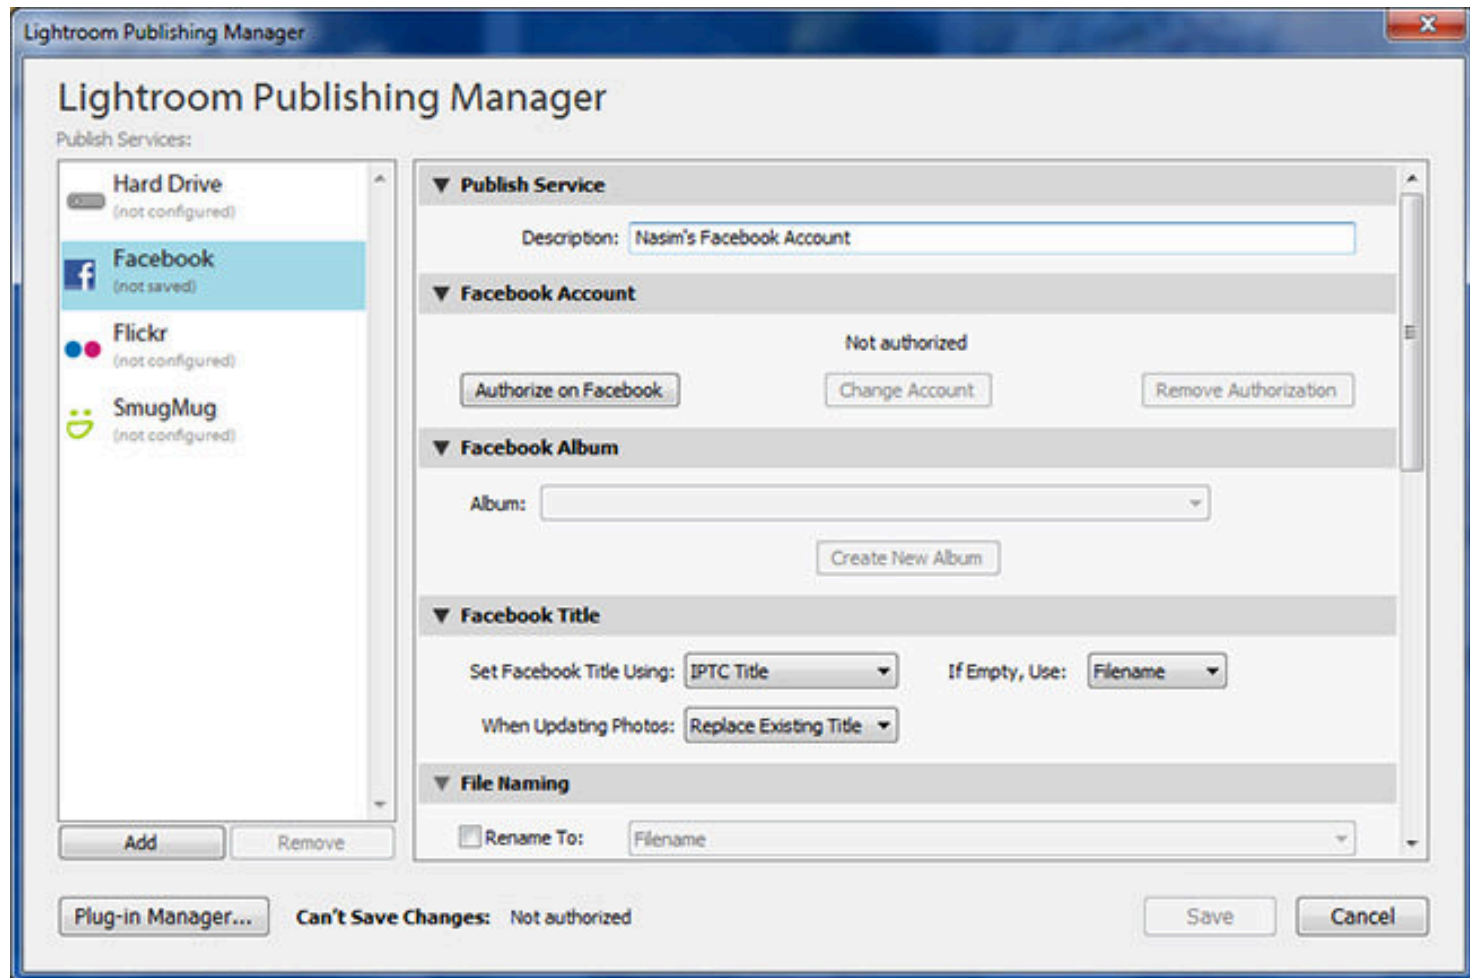 Lightroom Publishing Manager
Lightroom Publishing Manager
Publish Services:
Hard Drive
(not configured)
Facebook
(not saved)
Flickr
(not configured)
SmugMug
(not configured)
Add Remove
Publish Service
Description: Nasim's Facebook Account
Facebook Account
Not authorized
Authorize on Facebook Change Account Remove Authorization
Facebook Album
Album:
Create New Album
Facebook Title
Set Facebook Title Using: IPTC Title If Empty, Use: Filename
When Updating Photos: Replace Existing Title
File Naming
Rename To: Filename
Plug-in Manager... Can't Save Changes: Not authorized Save Cancel